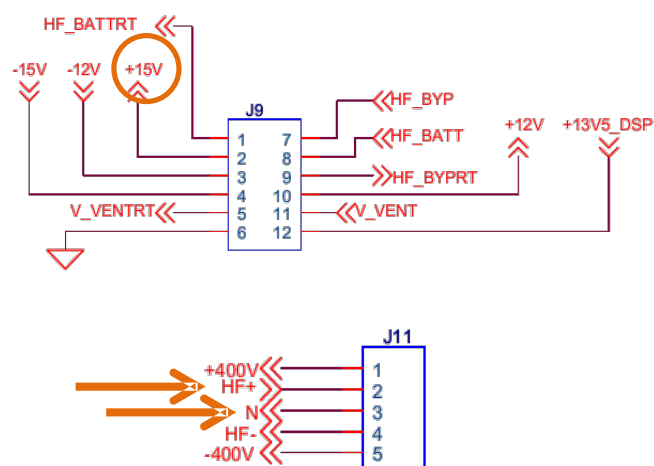 HF_BATTRT
-15V -12V +15V
J9
HF_BYP
+12V +13V5_DSP
1 7
HF_BATT
2 8
3 9
HF_BYPRT
4 10
V_VENTRT 5 11 V_VENT
6 12
J11
+400V 1
HF+ 2
N 3
HF- 4
-400V 5